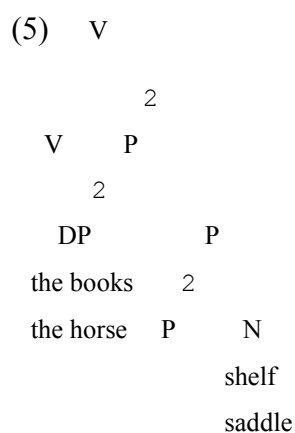 (5) V
2
V P
2
DP P
the books 2
the horse P N
shelf
saddle